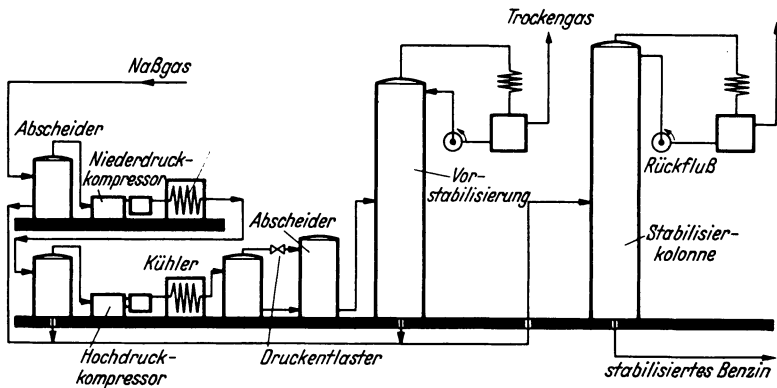 Trockengas
Naßgas
Abscheider
Niederdruck-
kompressor
Vor-
stabilisierung
Rückfluß
Abscheider
Stabilisier-
kolonne
Kühler
Hochdruck-
kompressor
Druckentlaster
stabilisiertes Benzin